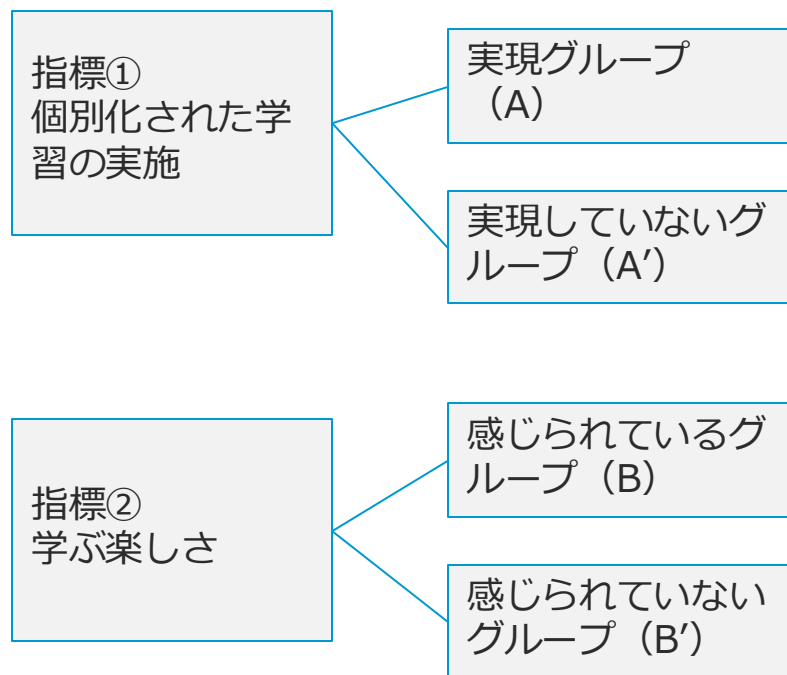 指標①
個別化された学
習の実施
実現グループ
（A）
実現していないグ
ループ（A′）
指標②
学ぶ楽しさ
感じられているグ
ループ（B）
感じられていない
グループ（B′）